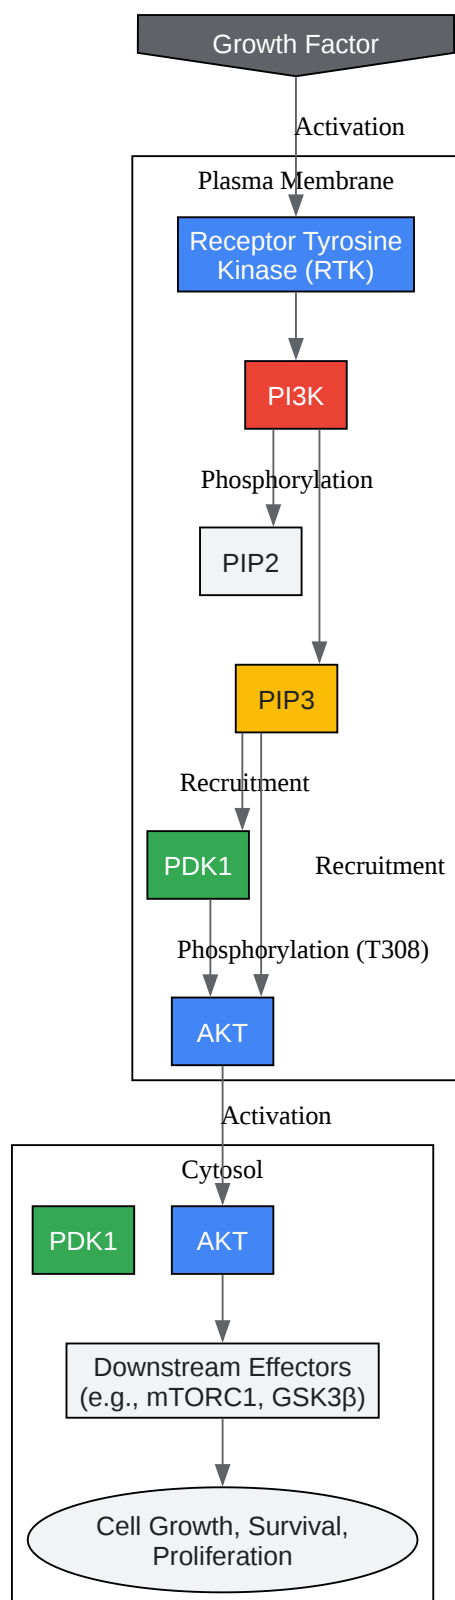 Growth Factor
Activation
Plasma Membrane
Receptor Tyrosine
Kinase (RTK)
PI3K
Phosphorylation
PIP2
PIP3
Recruitment
PDK1
Recruitment
Phosphorylation (T308)
AKT
Activation
Cytosol
PDK1
AKT
Downstream Effectors
(e.g., mTORC1, GSK3β)
Cell Growth, Survival,
Proliferation